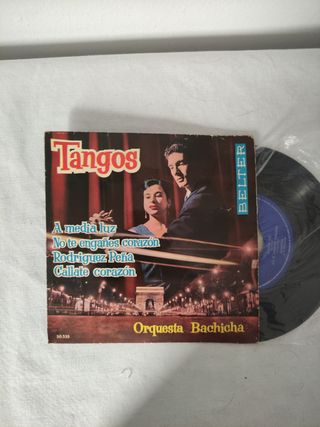 Tangos
BELTER
A media luz
No te engañes corazón
Rodriguez Peña
Callate corazón
Orquesta Bachicha